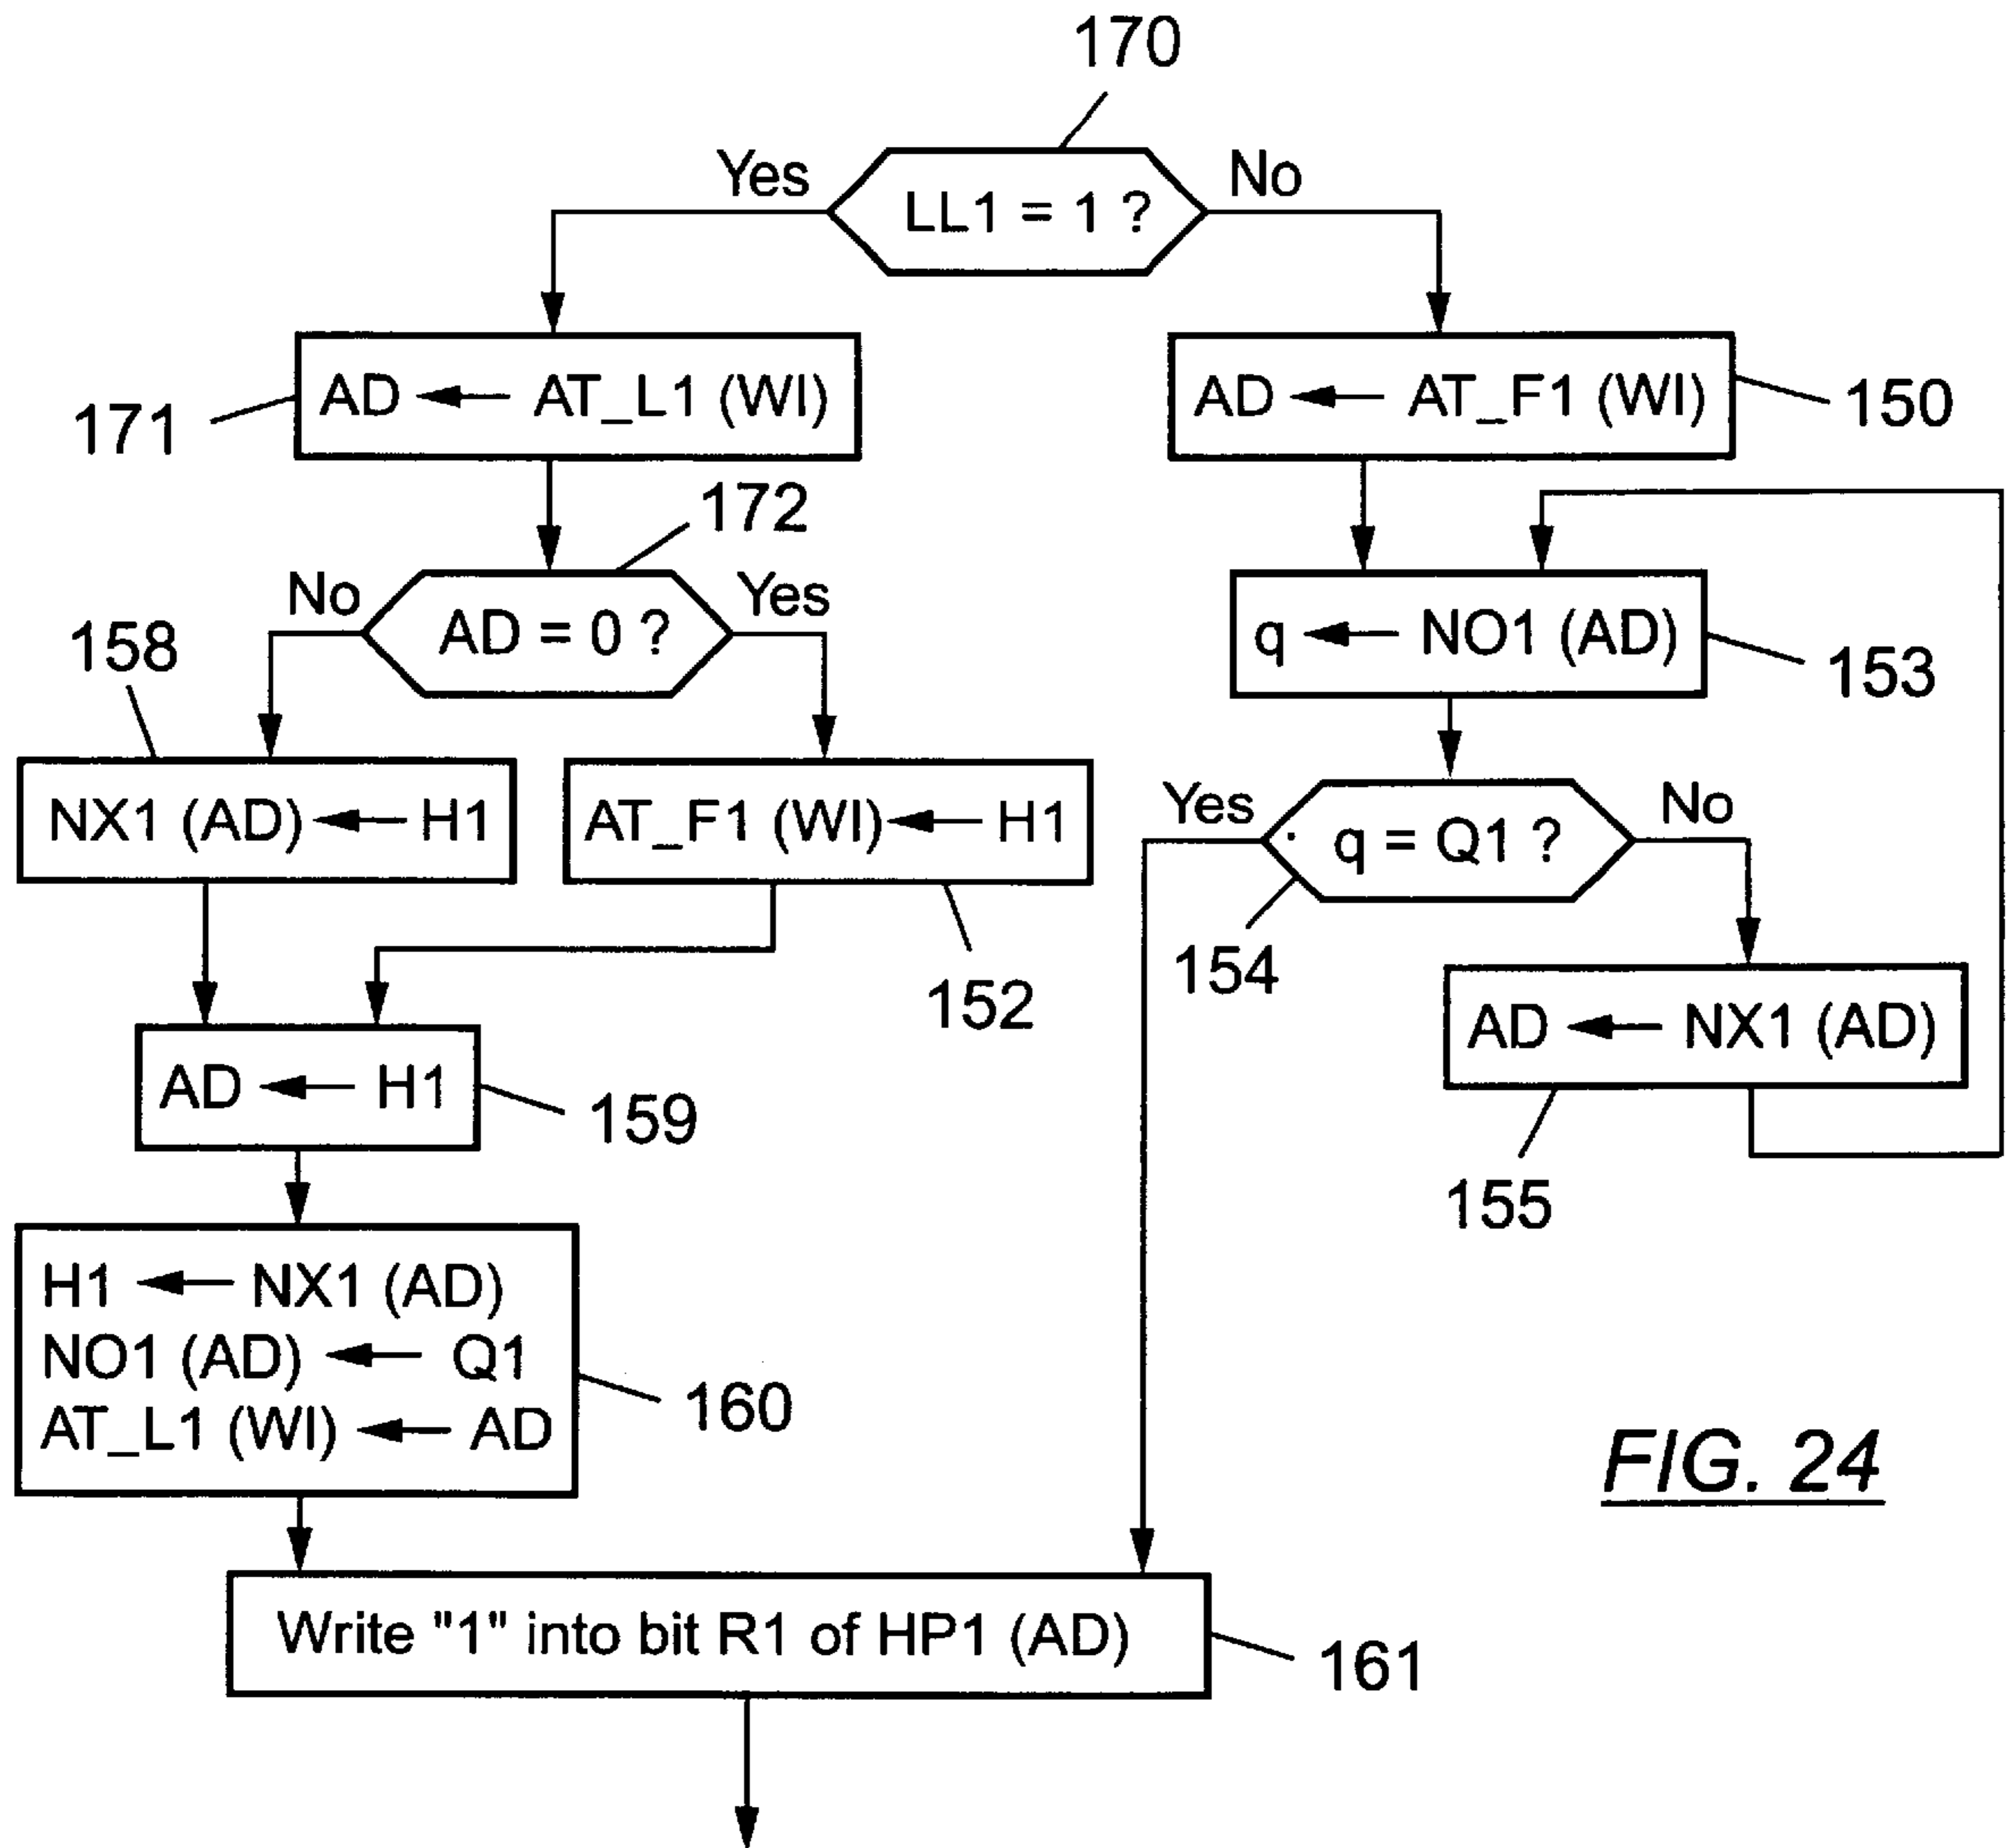 170
Yes
No
LL1 = 1 ?
AD ← AT_L1 (WI)
171
AD ← AT_F1 (WI)
150
172
No
Yes
AD = 0 ?
158
q ← NO1 (AD)
153
NX1 (AD) ← H1
AT_F1 (WI) ← H1
152
Yes
No
q = Q1 ?
154
AD ← NX1 (AD)
155
AD ← H1
159
H1 ← NX1 (AD)
NO1 (AD) ← Q1
AT_L1 (WI) ← AD
160
FIG. 24
Write "1" into bit R1 of HP1 (AD)
161